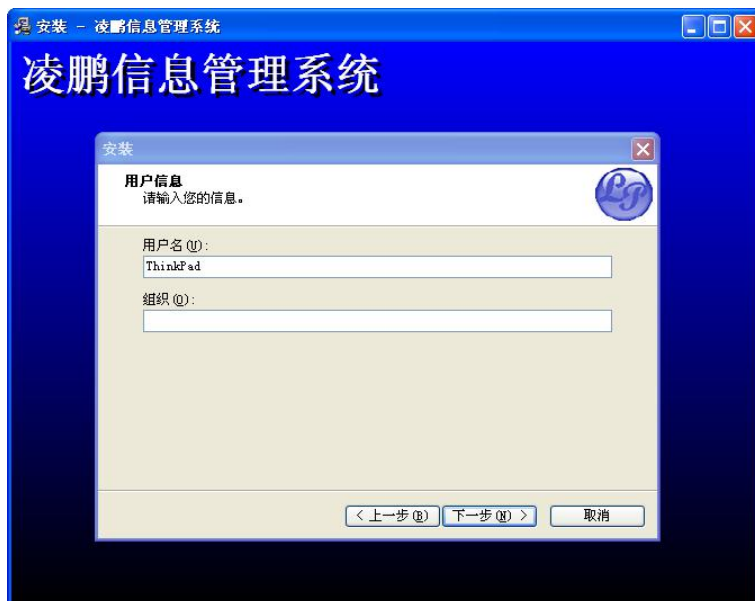 安装 - 凌鹏信息管理系统
凌鹏信息管理系统
安装
用户信息
请输入您的信息。
LP
用户名(U):
ThinkPad
组织(O):
< 上一步(B)
下一步(N) >
取消